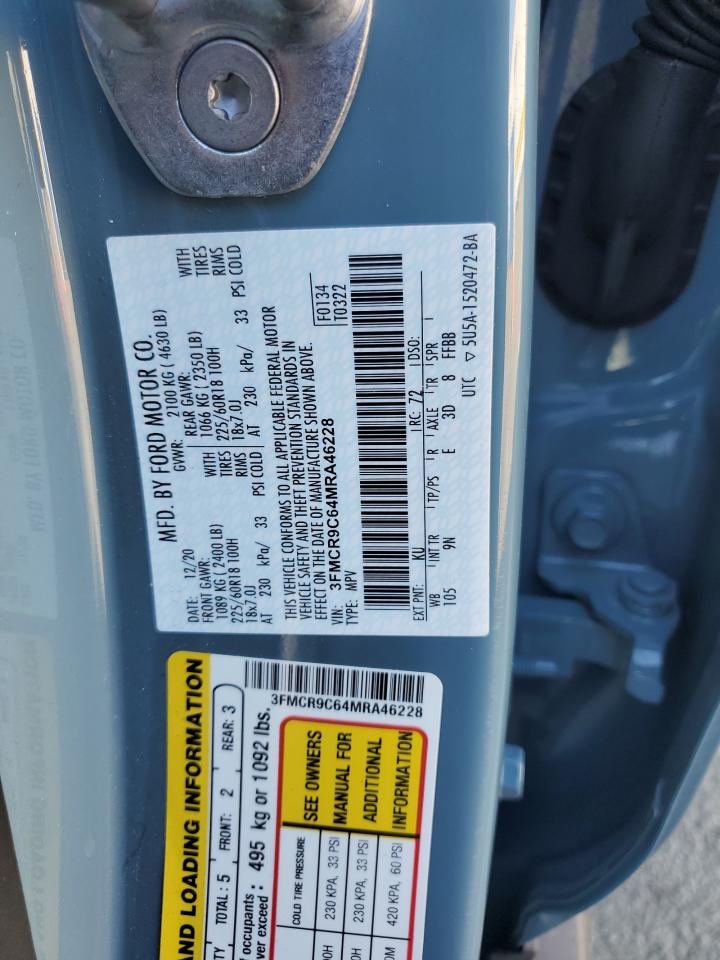 MFD. BY FORD MOTOR CO.
DATE: 12/20 GVWR: 2100 KG ( 4630 LB)
FRONT GAWR: REAR GAWR:
1089 KG ( 2400 LB) WITH 1066 KG ( 2350 LB) WITH
225/60R18 100H TIRES 225/60R18 100H TIRES
18x7.0J RIMS 18x7.0J RIMS
AT 230 kPa/ 33 PSI COLD AT 230 kPa/ 33 PSI COLD
THIS VEHICLE CONFORMS TO ALL APPLICABLE FEDERAL MOTOR
VEHICLE SAFETY AND THEFT PREVENTION STANDARDS IN
EFFECT ON THE DATE OF MANUFACTURE SHOWN ABOVE.
VIN: 3FMCR9C64MRA46228 F0134
TYPE: MPV T0322
EXT PNT: KU RC: 72 DSO:
WB INT TR TP/PS R AXLE TR SPR
105 9N E 3D 8 FFBB
UTC ▽ 5U5A-1520472-BA
AND LOADING INFORMATION
TOTAL: 5 FRONT: 2 REAR: 3
occupants
ver exceed : 495 kg or 1092 lbs.
3FMCR9C64MRA46228
COLD TIRE PRESSURE
230 KPA, 33 PSI
230 KPA, 33 PSI
420 KPA, 60 PSI
SEE OWNERS
MANUAL FOR
ADDITIONAL
INFORMATION